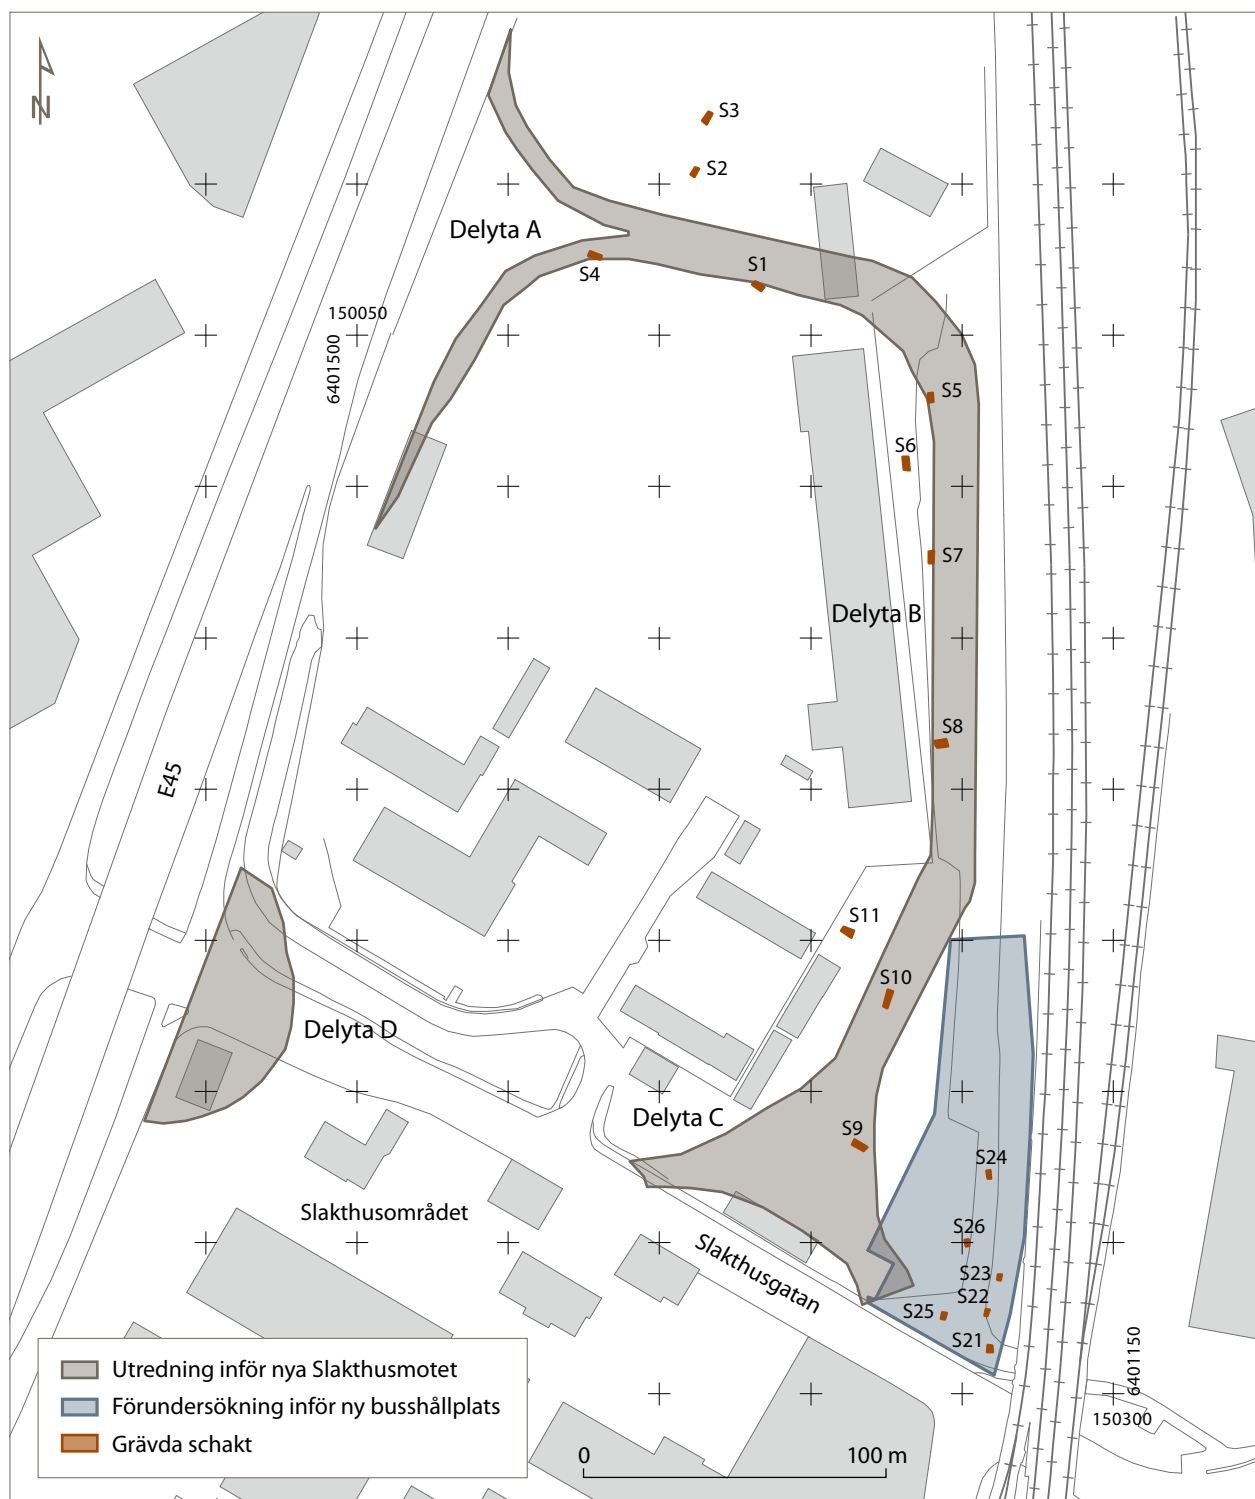 N
S3
S2
Delyta A
S1
S4
150050
6401500
S5
S6
S7
Delyta B
S8
E45
S11
S10
Delyta D
Delyta C
S9
S24
Slakthusområdet
S26
Slakthusgatan
S23
S22
S25
S21
6401150
150300
Utredning inför nya Slakthusmotet
Förundersökning inför ny busshållplats
Grävda schakt
0 100 m